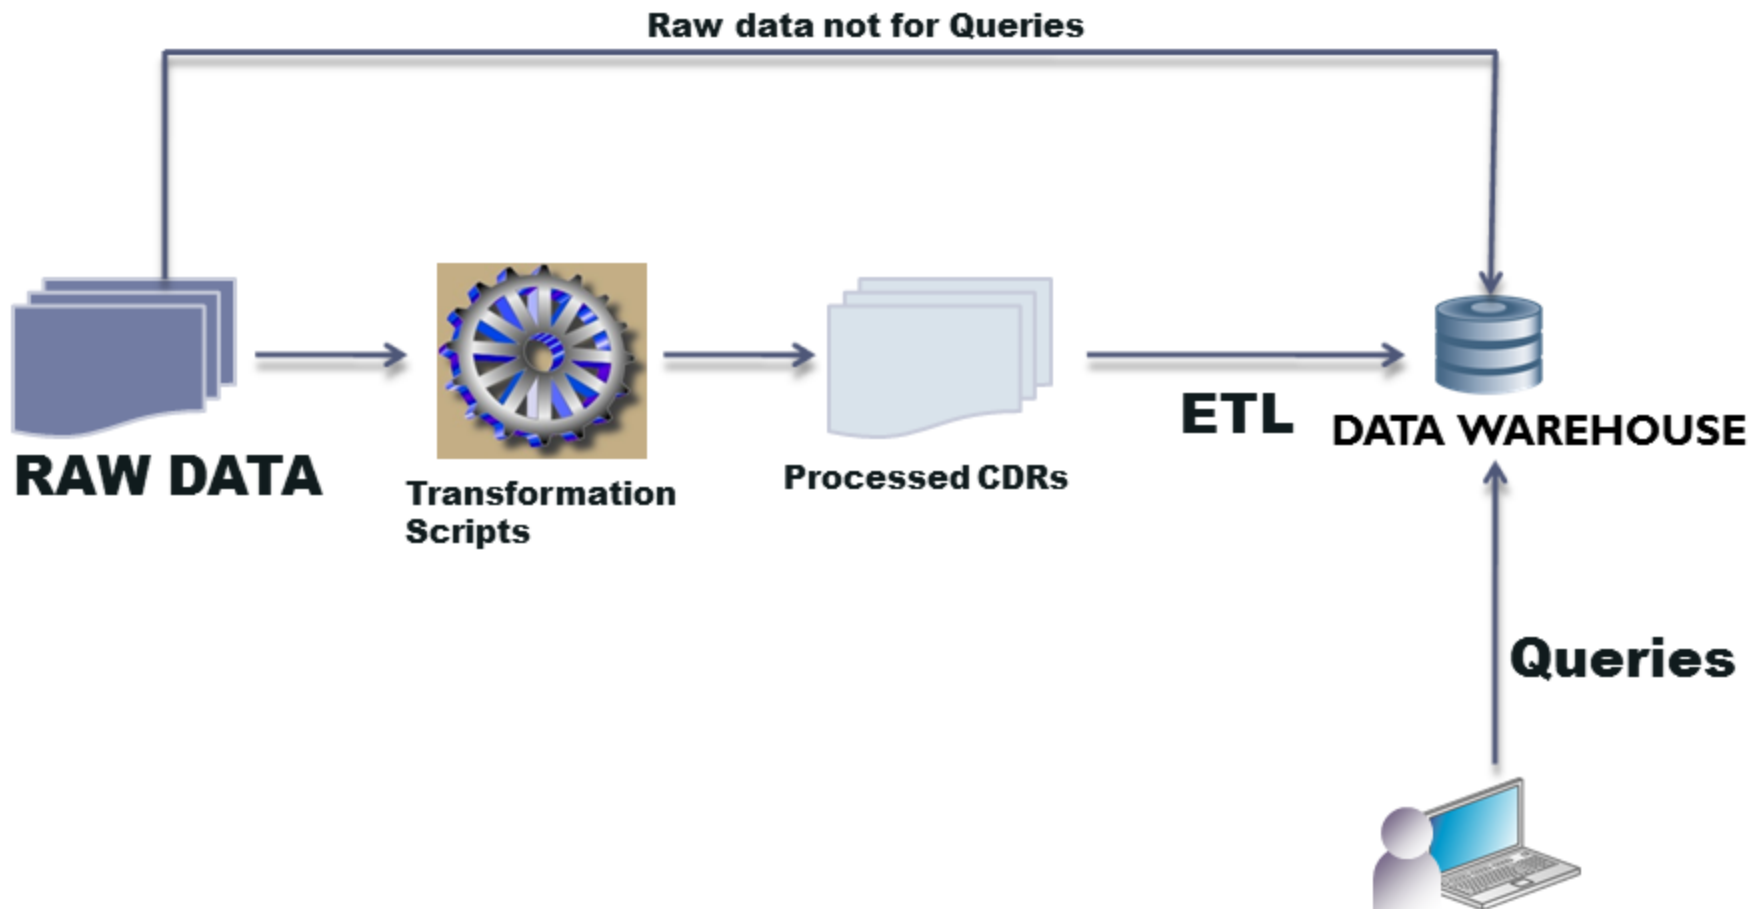 Raw data not for Queries
RAW DATA
Transformation
Scripts
Processed CDRs
ETL
DATA WAREHOUSE
Queries